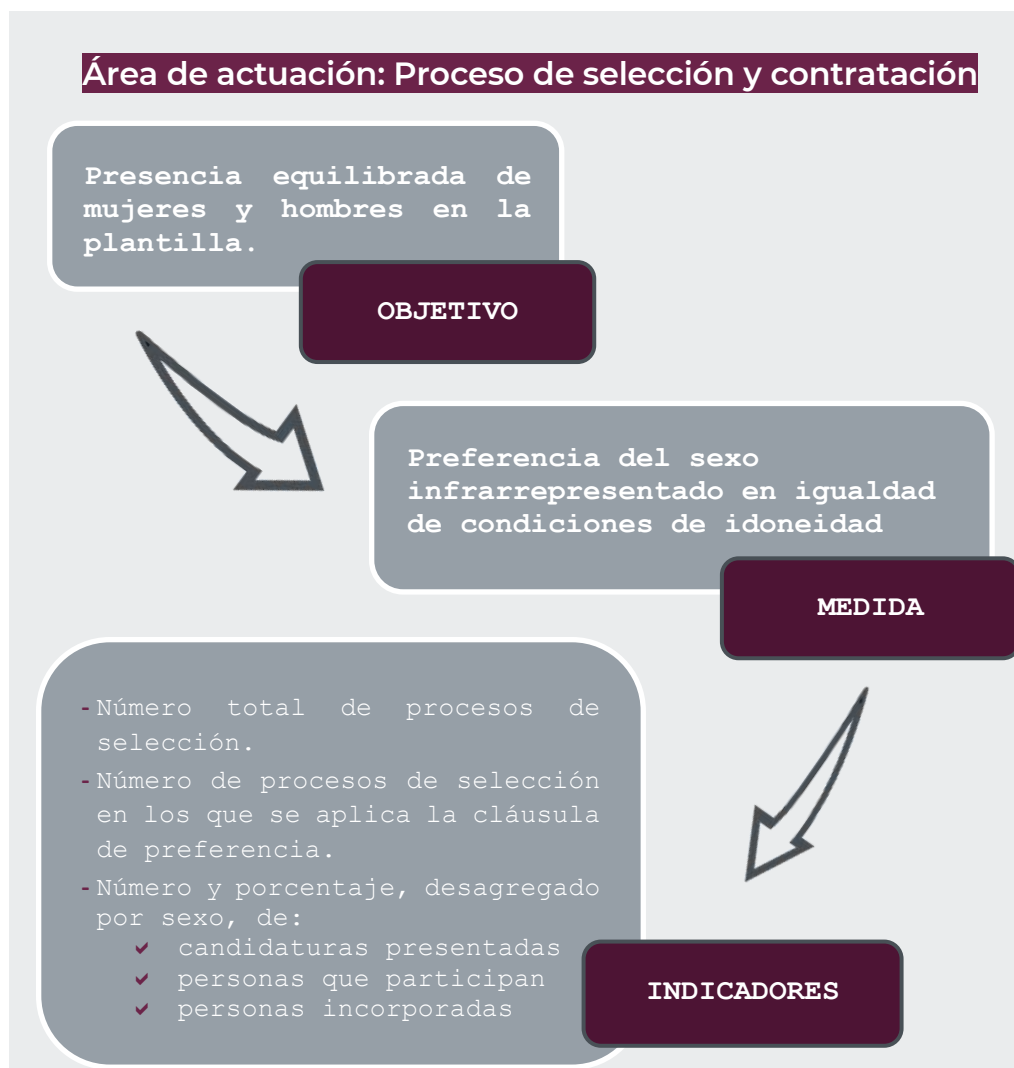 Área de actuación: Proceso de selección y contratación
Presencia equilibrada de
mujeres y hombres en la
plantilla.
OBJETIVO
Preferencia del sexo
infrarrepresentado en igualdad
de condiciones de idoneidad
MEDIDA
- Número total de procesos de
selección.
- Número de procesos de selección
en los que se aplica la cláusula
de preferencia.
- Número y porcentaje, desagregado
por sexo, de:
✔ candidaturas presentadas
✔ personas que participan
✔ personas incorporadas
INDICADORES